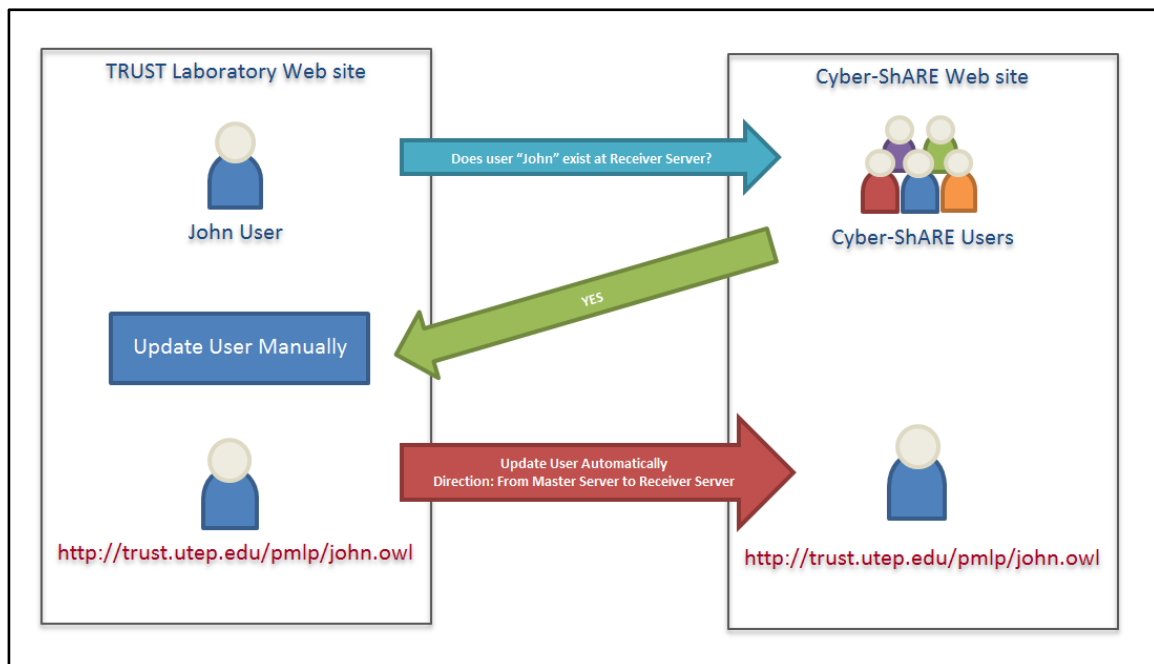 TRUST Laboratory Web site
Cyber-ShARE Web site
Does user “John” exist at Receiver Server?
John User
Cyber-ShARE Users
YES
Update User Manually
Update User Automatically
Direction: From Master Server to Receiver Server
http://trust.utep.edu/pmlp/john.owl
http://trust.utep.edu/pmlp/john.owl